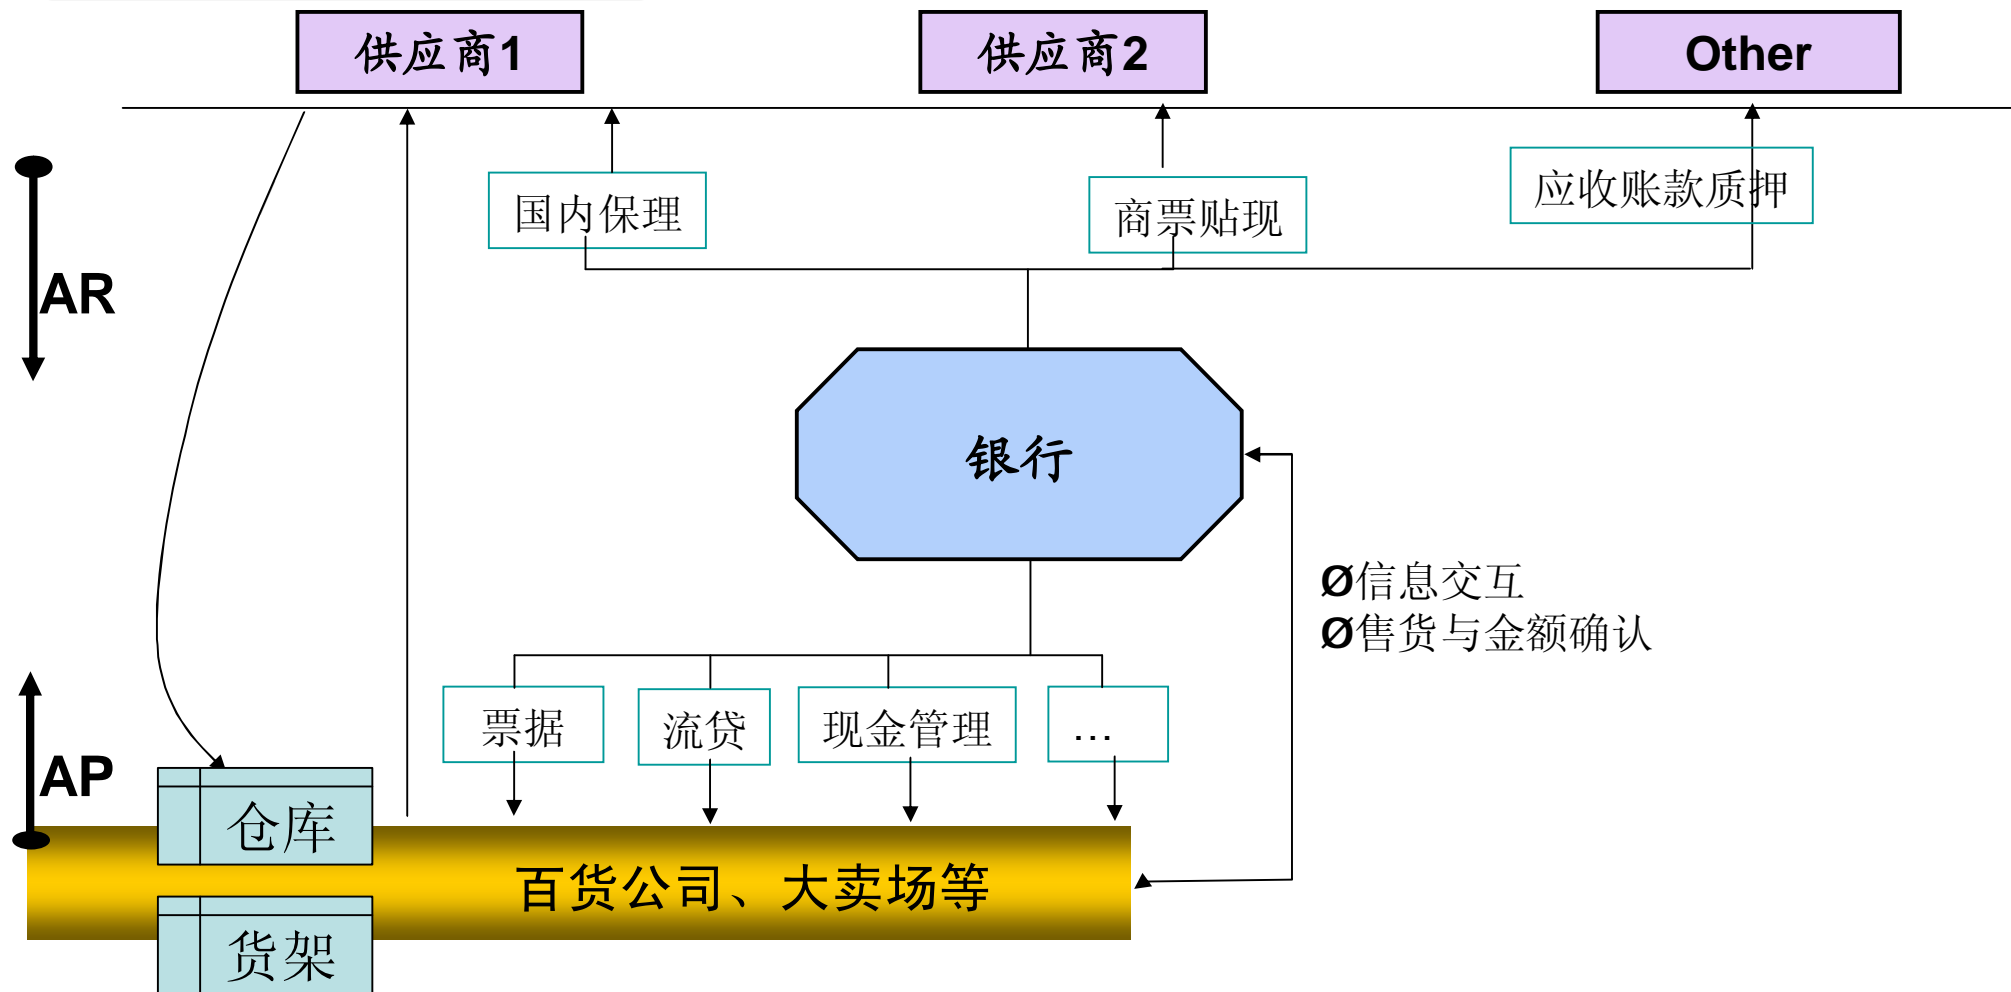 供应商1
供应商2
Other
国内保理
商票贴现
应收账款质押
AR
银行
Ø信息交互
Ø售货与金额确认
票据
流贷
现金管理
...
AP
仓库
百货公司、大卖场等
货架